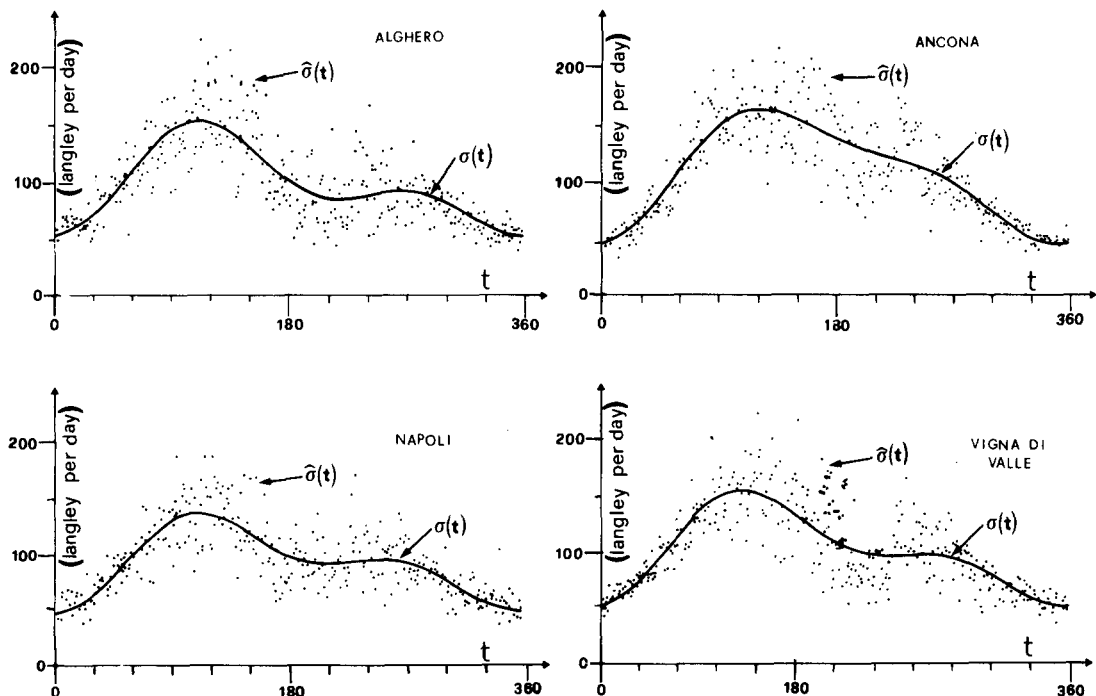 ALGHERO
(langley per day)
200
100
0
σ̂(t)
σ(t)
t
0
180
360
ANCONA
(langley per day)
200
100
0
σ̂(t)
σ(t)
t
0
180
360
NAPOLI
(langley per day)
200
100
0
σ̂(t)
σ(t)
t
0
180
360
VIGNA DI
VALLE
(langley per day)
200
100
0
σ̂(t)
σ(t)
t
0
180
360